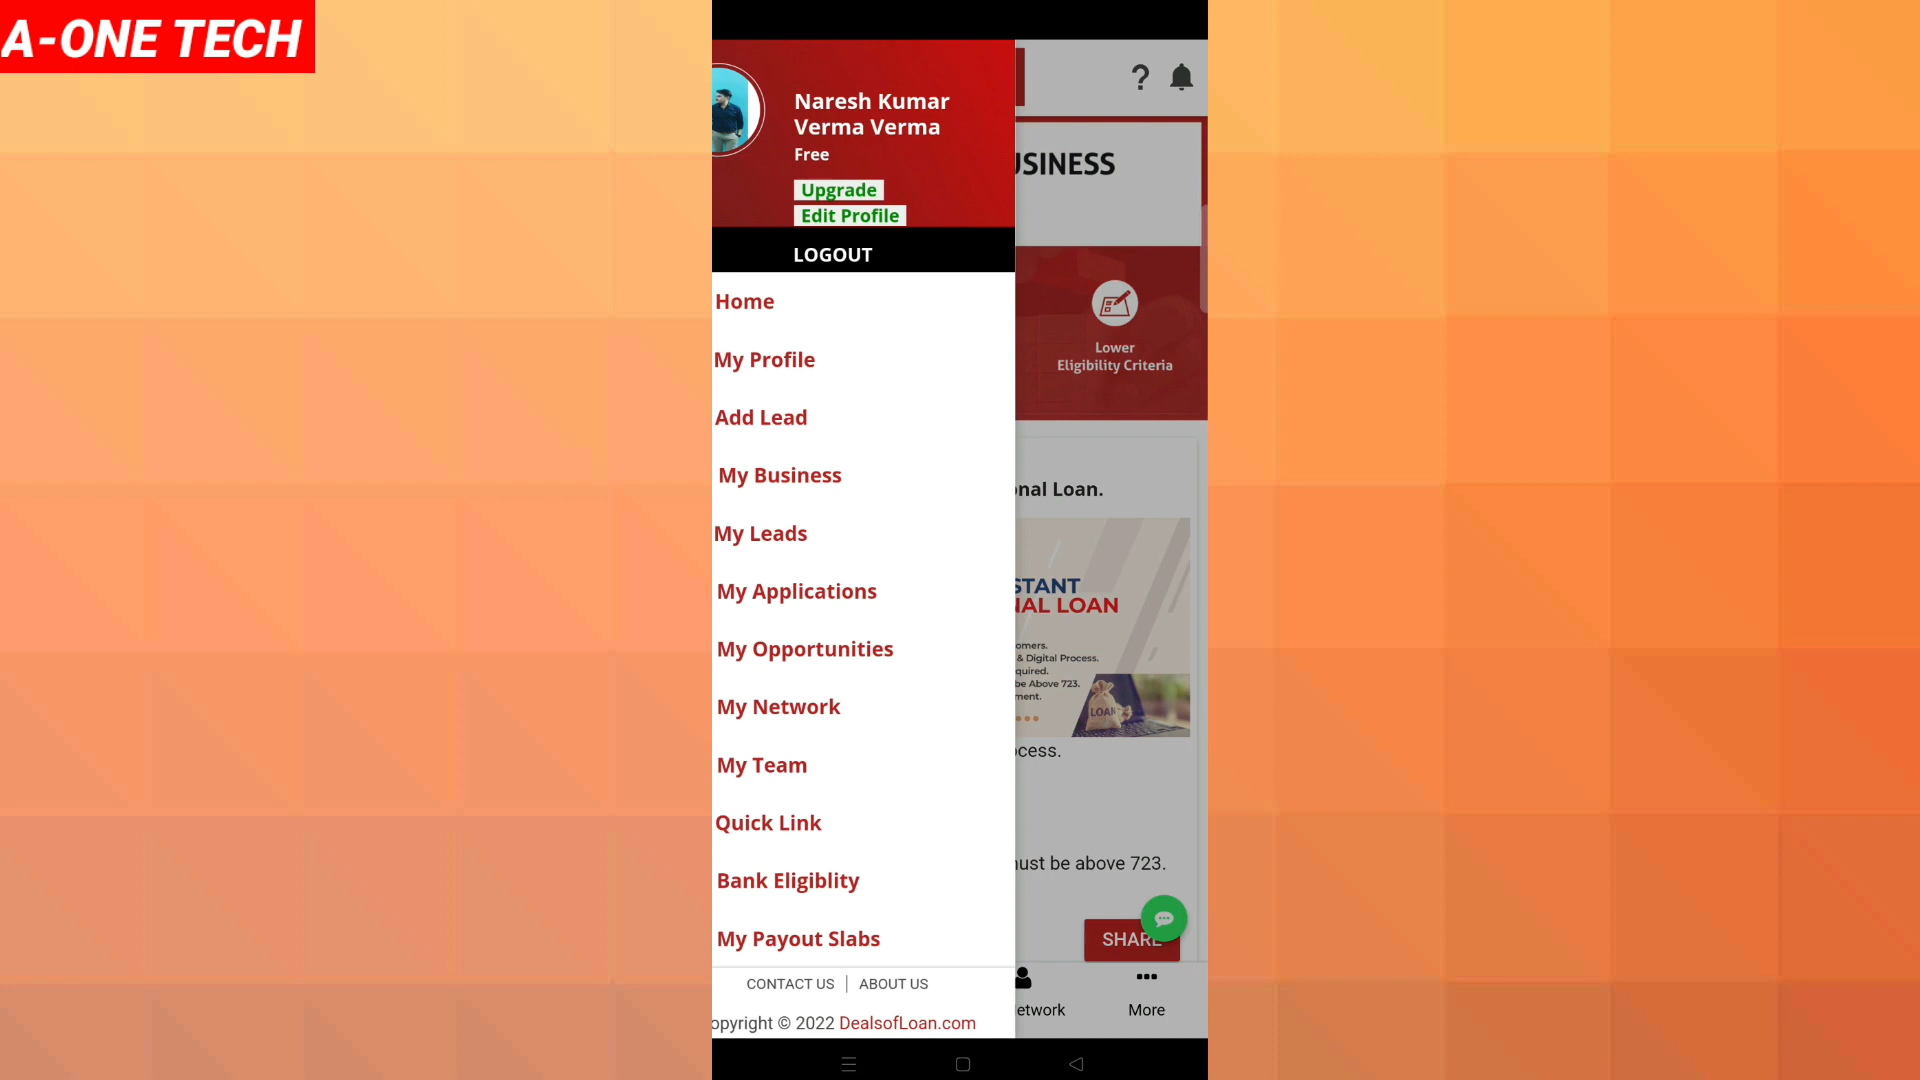 A-ONE TECH
Naresh Kumar
Verma Verma
Free
Upgrade
Edit Profile
LOGOUT
Home
My Profile
Add Lead
My Business
My Leads
My Applications
My Opportunities
My Network
My Team
Quick Link
Bank Eligiblity
My Payout Slabs
CONTACT US | ABOUT US
opyright © 2022 DealsofLoan.com
?
USINESS
Lower
Eligibility Criteria
onal Loan.
STANT
NAL LOAN
omers.
& Digital Process.
quired.
be Above 723.
ment.
LOAN
ocess.
must be above 723.
SHARE
etwork
More